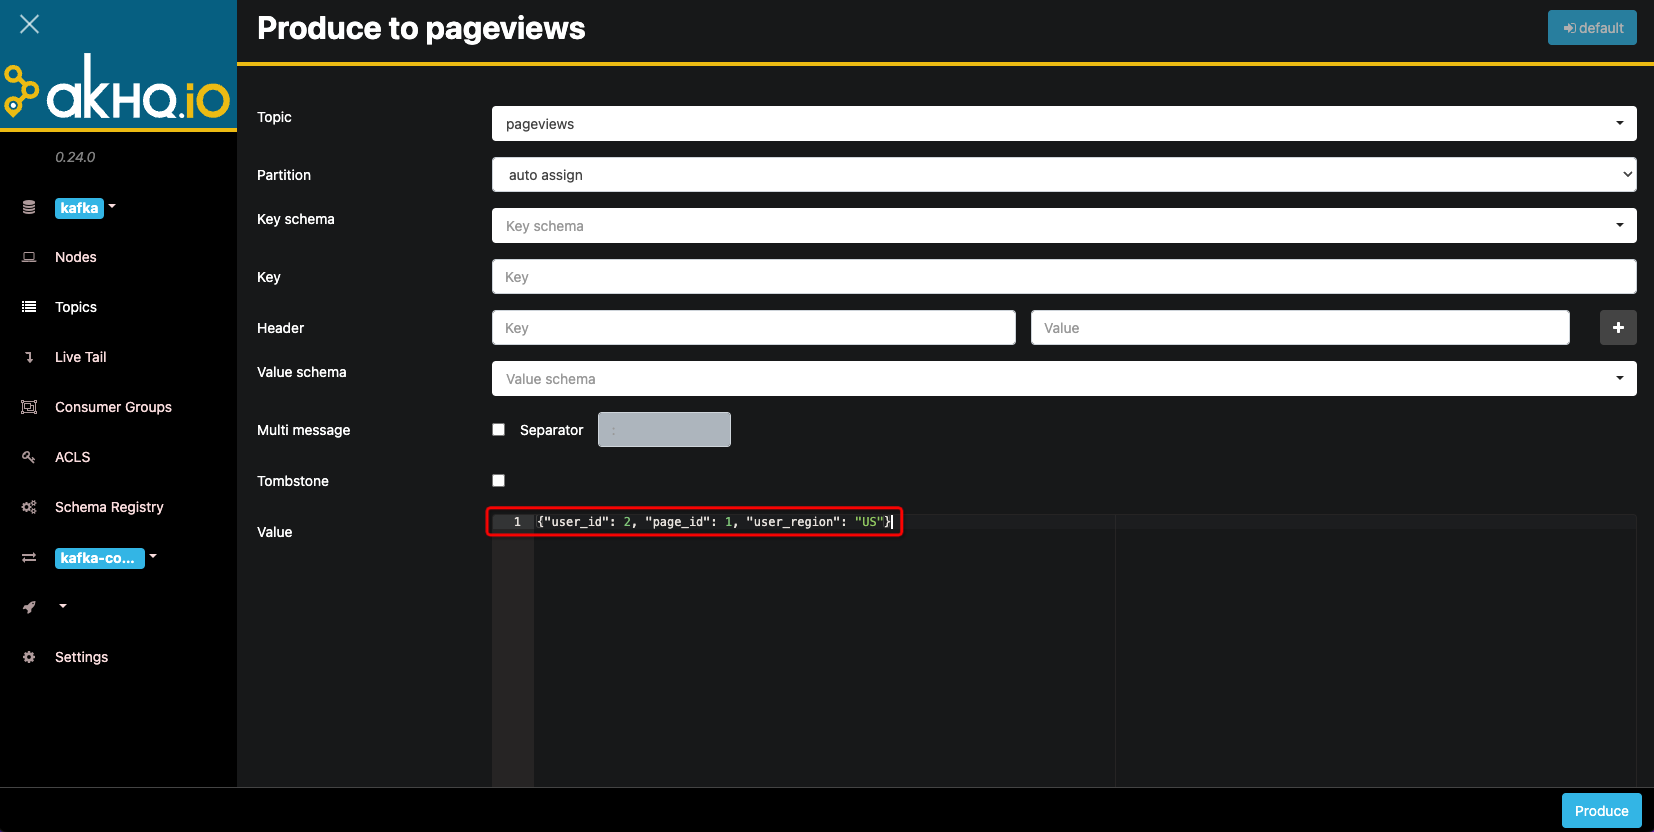 Produce to pageviews
default
akHQ.io
0.24.0
kafka
Nodes
Topics
Live Tail
Consumer Groups
ACLS
Schema Registry
kafka-co...
Settings
Topic
pageviews
Partition
auto assign
Key schema
Key schema
Key
Key
Header
Key Value
Value schema
Value schema
Multi message
Separator :
Tombstone
Value
1 {"user_id": 2, "page_id": 1, "user_region": "US"}
Produce